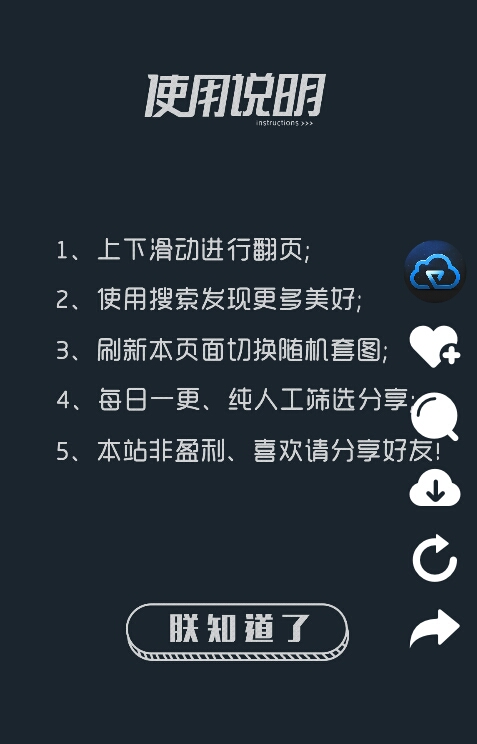 使用说明
instructions >>>
1、上下滑动进行翻页;
2、使用搜索发现更多美好;
3、刷新本页面切换随机套图;
4、每日一更、纯人工筛选分享;
5、本站非盈利、喜欢请分享好友!
朕知道了